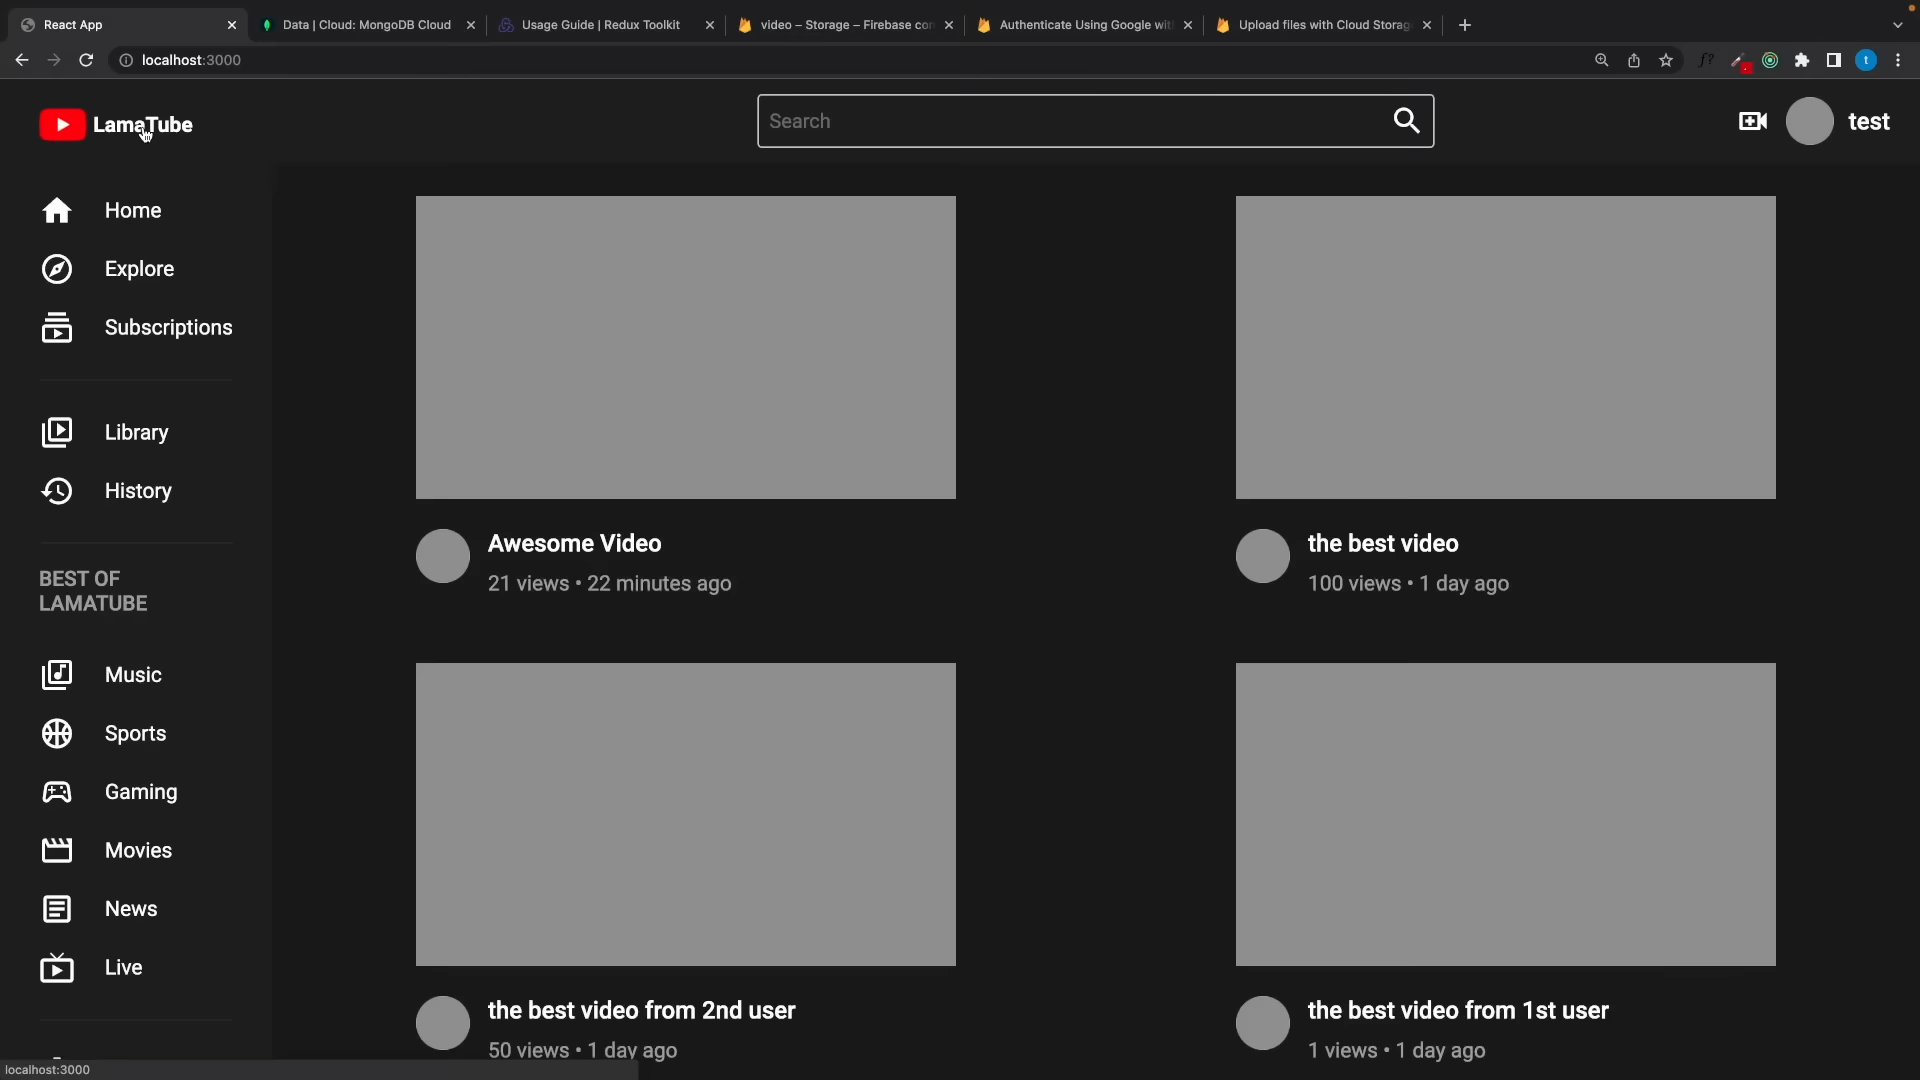 React App
Data | Cloud: MongoDB Cloud
Usage Guide | Redux Toolkit
video – Storage – Firebase con
Authenticate Using Google wit
Upload files with Cloud Storag
localhost:3000
f?
t
LamaTube
Search
test
Home
Explore
Subscriptions
Library
History
BEST OF
LAMATUBE
Music
Sports
Gaming
Movies
News
Live
Awesome Video
21 views • 22 minutes ago
the best video
100 views • 1 day ago
the best video from 2nd user
50 views • 1 day ago
the best video from 1st user
1 views • 1 day ago
localhost:3000